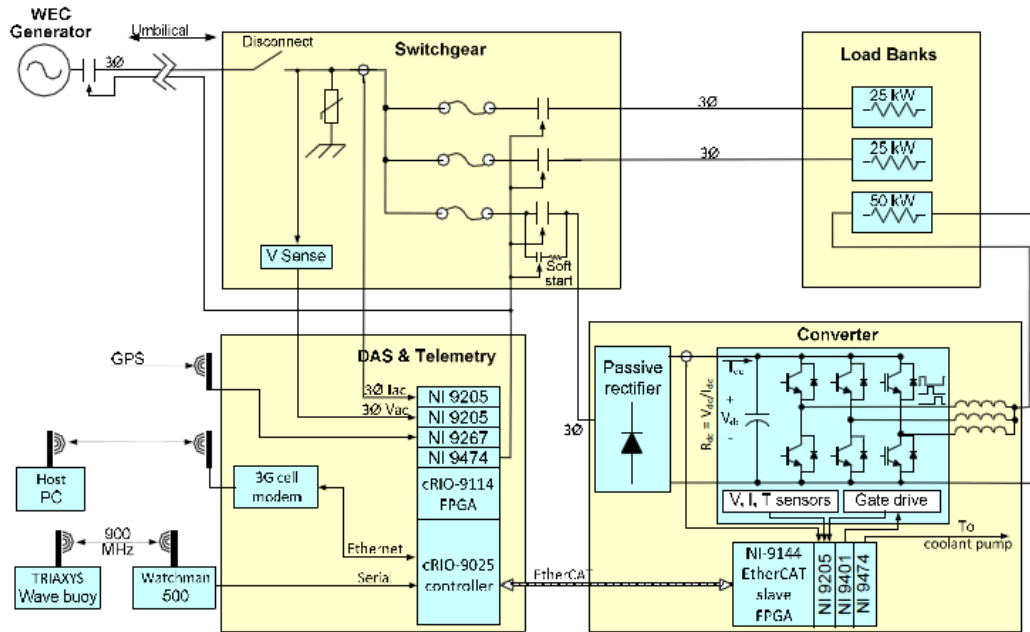 WEC
Generator
Umbilical
3Ø
Disconnect
Switchgear
Load Banks
3Ø
25 kW
3Ø
25 kW
50 kW
V Sense
Soft
start
GPS
DAS & Telemetry
3Ø Iac
NI 9205
3Ø Vac
NI 9205
NI 9267
NI 9474
cRIO-9114
FPGA
3G cell
modem
Host
PC
Ethernet
cRIO-9025
controller
900
MHz
Serial
TRIAXYS
Wave buoy
Watchman
500
EtherCAT
Converter
Passive
rectifier
3Ø
Rdc = Vdc/Idc
Idc
+
Vdc
-
V, I, T sensors
Gate drive
To
coolant pump
NI-9144
EtherCAT
slave
FPGA
NI 9205
NI 9401
NI 9474